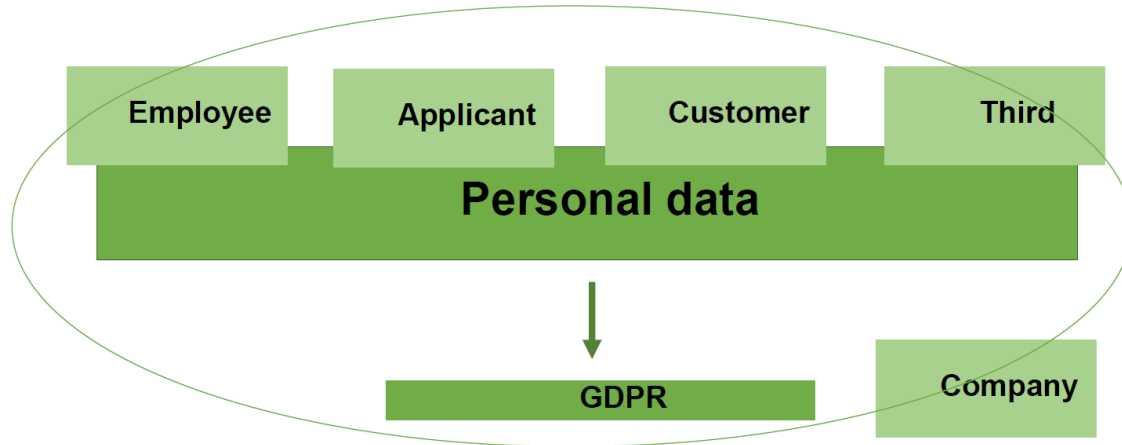 Employee
Applicant
Customer
Third
Personal data
GDPR
Company